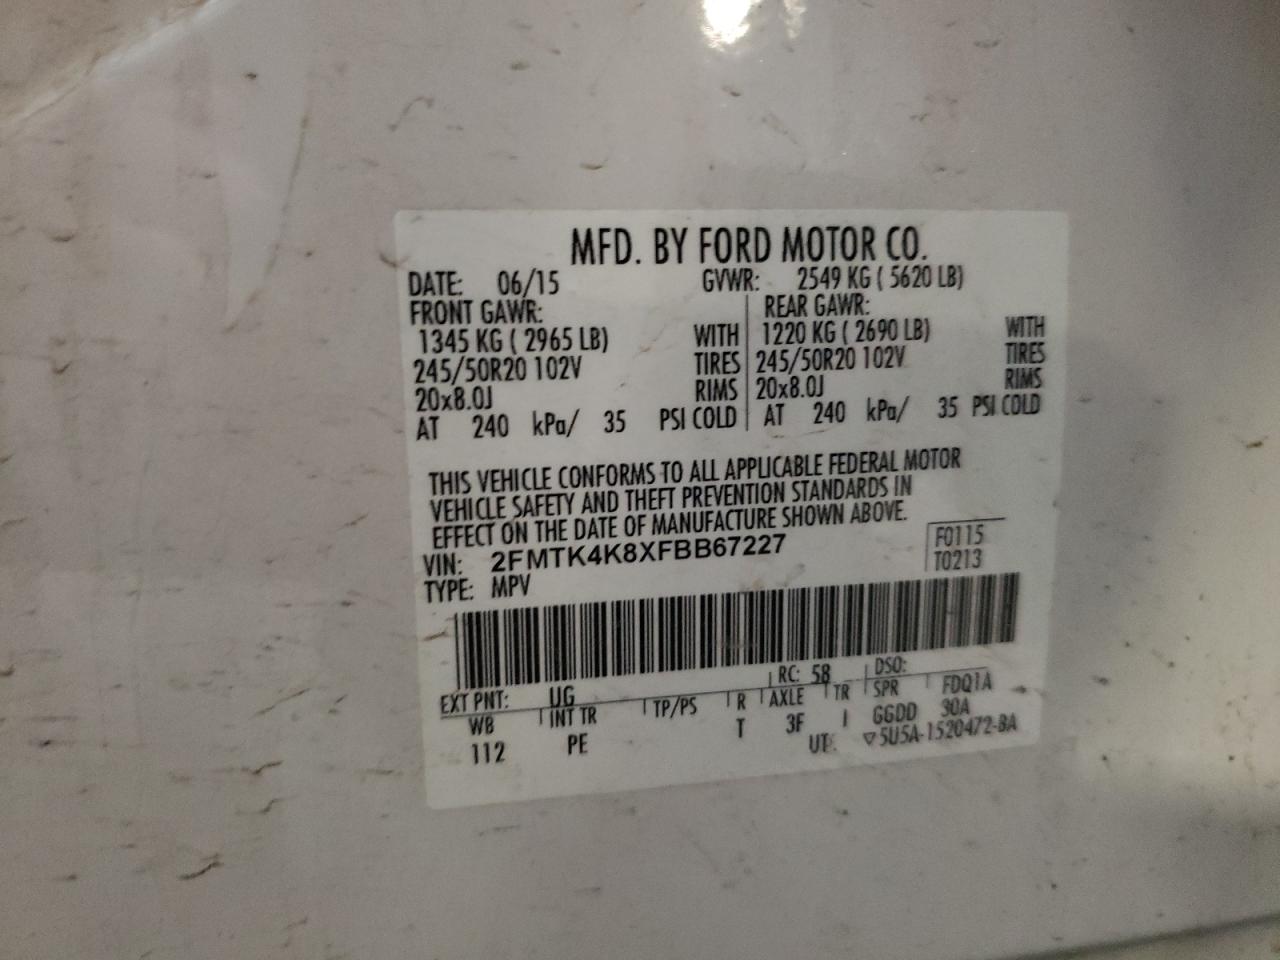 MFD. BY FORD MOTOR CO.
DATE: 06/15 GVWR: 2549 KG ( 5620 LB)
FRONT GAWR: REAR GAWR:
1345 KG ( 2965 LB) WITH 1220 KG ( 2690 LB) WITH
245/50R20 102V TIRES 245/50R20 102V TIRES
20x8.0J RIMS 20x8.0J RIMS
AT 240 kPa/ 35 PSI COLD AT 240 kPa/ 35 PSI COLD
THIS VEHICLE CONFORMS TO ALL APPLICABLE FEDERAL MOTOR
VEHICLE SAFETY AND THEFT PREVENTION STANDARDS IN
EFFECT ON THE DATE OF MANUFACTURE SHOWN ABOVE.
VIN: 2FMTK4K8XFBB67227 F0115
TYPE: MPV T0213
EXT PNT: UG RC: 58 DSO:
WB INT TR TP/PS R AXLE TR SPR FDQ1A
112 PE T 3F I GGDD 30A
UT ▽5U5A-1520472-BA